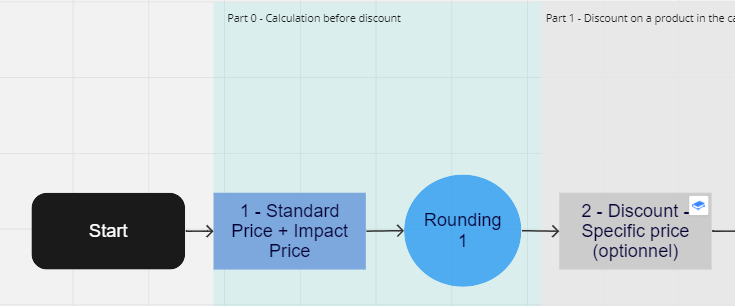 Part 0 - Calculation before discount
Part 1 - Discount on a product in the
Start
1 - Standard
Price + Impact
Price
Rounding
1
2 - Discount -
Specific price
(optionnel)